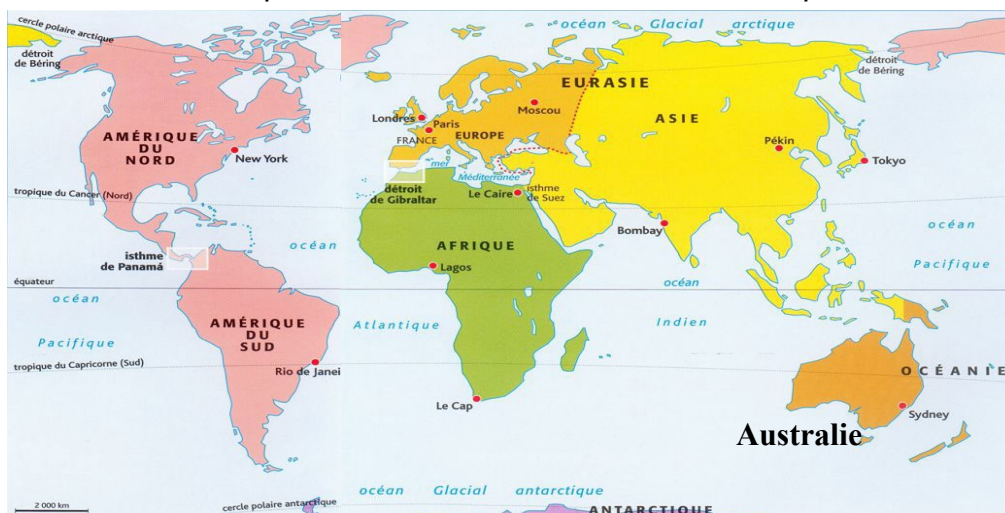 océan Glacial arctique
cercle polaire arctique
détroit
de Béring
détroit
de Béring
EURASIE
Londres
Paris
Moscou
FRANCE
EUROPE
ASIE
AMÉRIQUE
DU
NORD
New York
Pékin
Tokyo
mer
Méditerranée
détroit
de Gibraltar
Le Caire
isthme
de Suez
tropique du Cancer (Nord)
Bombay
océan
AFRIQUE
océan
isthme
de Panamá
Lagos
Pacifique
équateur
océan
océan
AMÉRIQUE
DU
SUD
Atlantique
Indien
Pacifique
tropique du Capricorne (Sud)
Rio de Janei
OCÉANIE
Le Cap
Sydney
Australie
océan Glacial antarctique
2 000 km
cercle polaire antarctique
ANTARCTIQUE